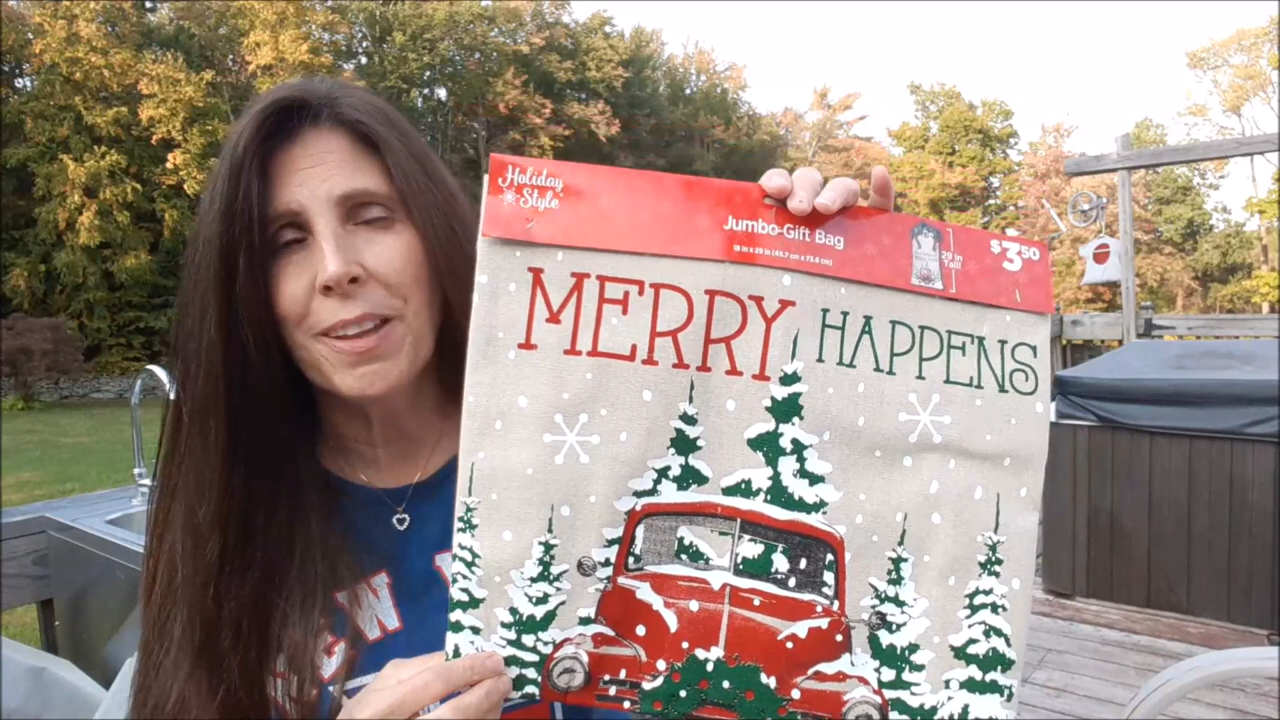 Holiday
Style
Jumbo Gift Bag
18 in x 29 in (45.7 cm x 73.6 cm)
29 in
Tall!
$3.50
MERRY HAPPENS
EW